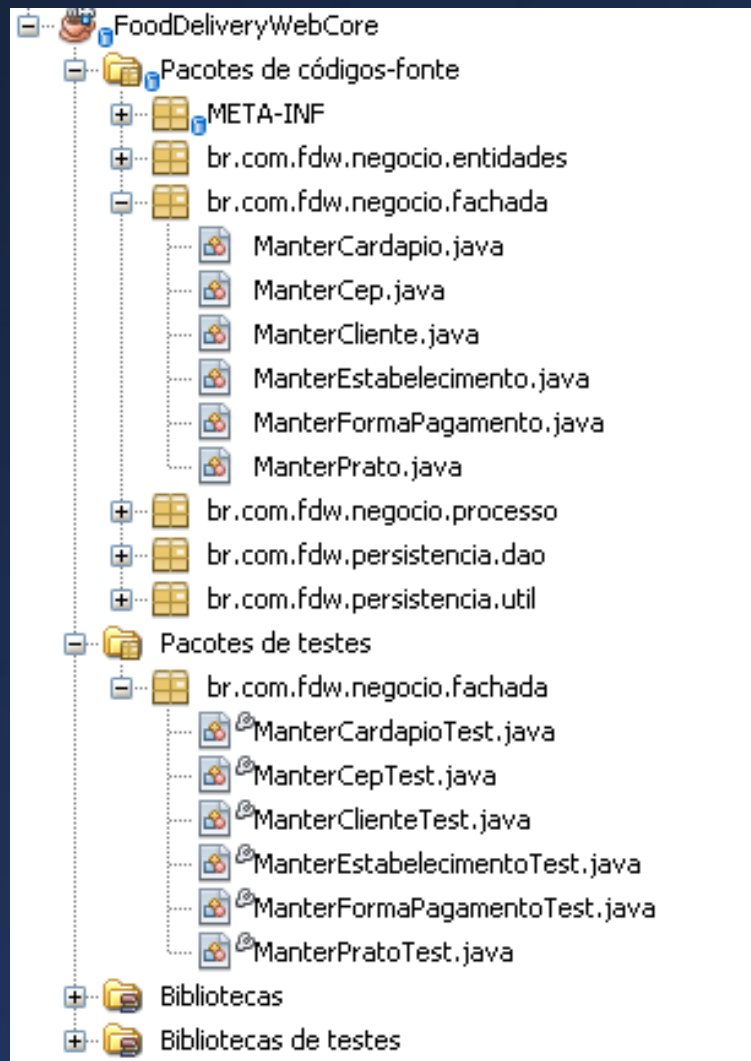 FoodDeliveryWebCore
Pacotes de códigos-fonte
META-INF
br.com.fdw.negocio.entidades
br.com.fdw.negocio.fachada
ManterCardapio.java
ManterCep.java
ManterCliente.java
ManterEstabelecimento.java
ManterFormaPagamento.java
ManterPrato.java
br.com.fdw.negocio.processo
br.com.fdw.persistencia.dao
br.com.fdw.persistencia.util
Pacotes de testes
br.com.fdw.negocio.fachada
ManterCardapioTest.java
ManterCepTest.java
ManterClienteTest.java
ManterEstabelecimentoTest.java
ManterFormaPagamentoTest.java
ManterPratoTest.java
Bibliotecas
Bibliotecas de testes